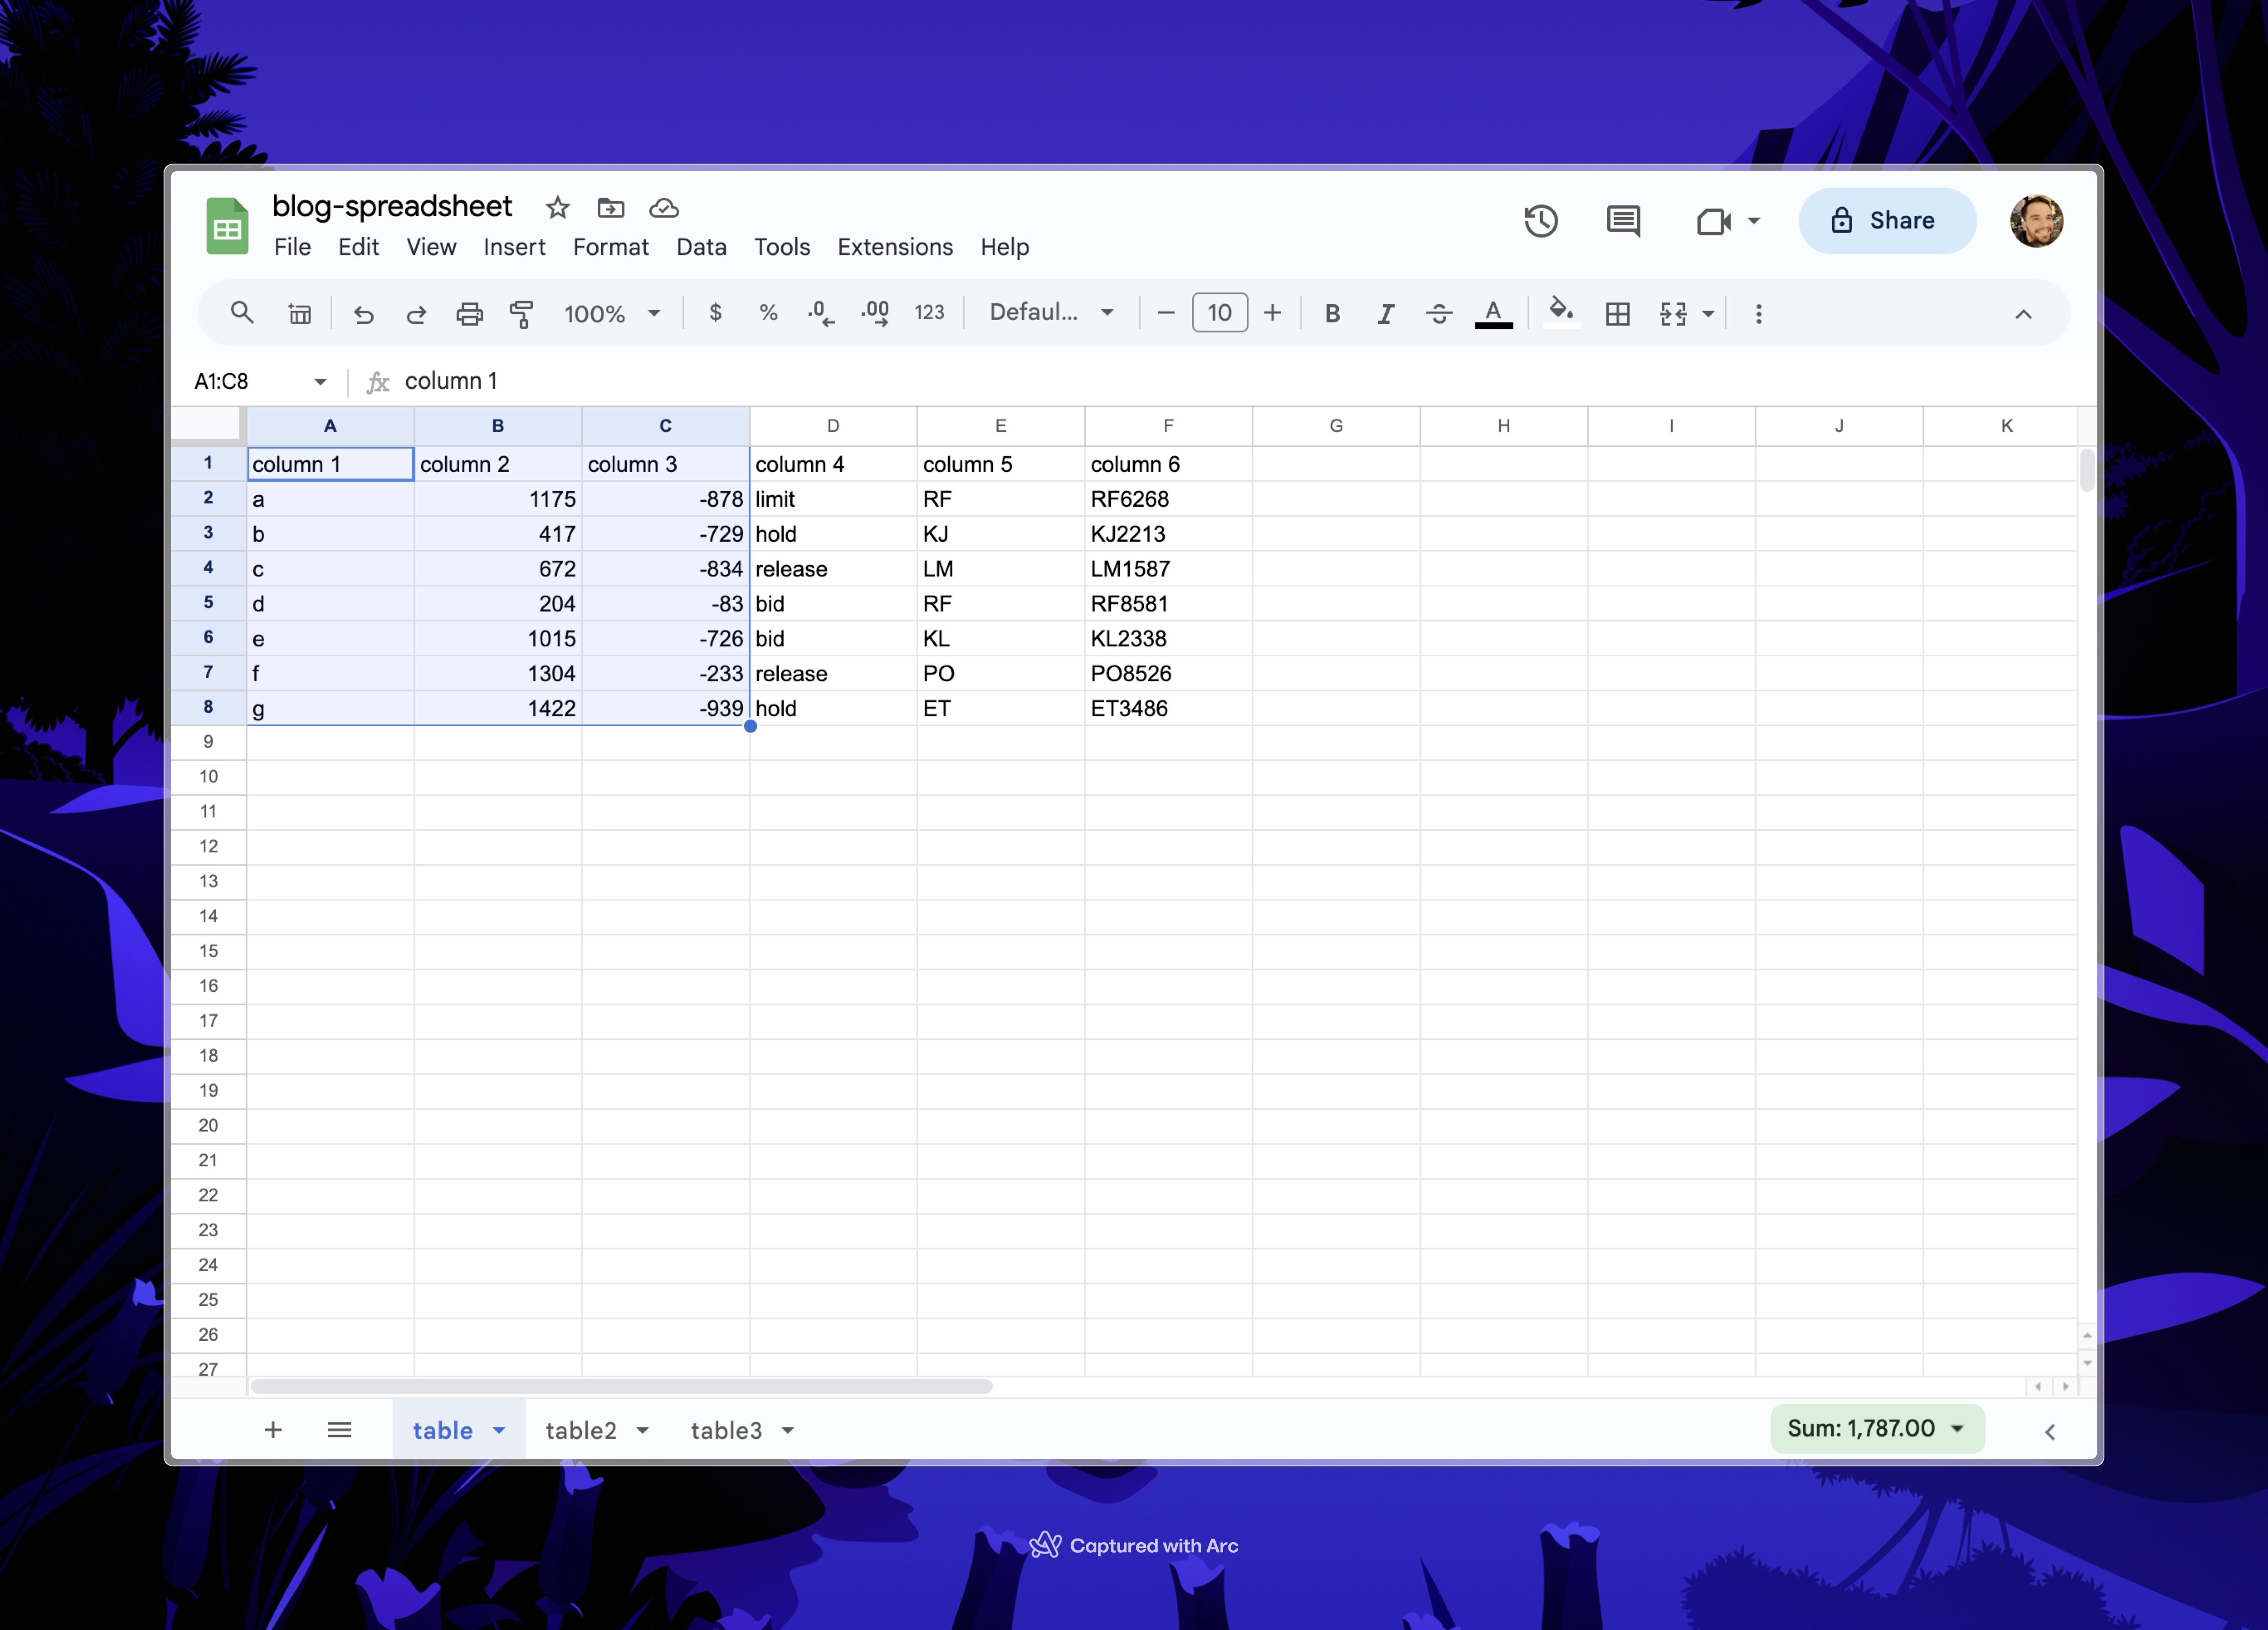 blog-spreadsheet
File Edit View Insert Format Data Tools Extensions Help
Share
100% $ % .0 .00 123 Defaul... 10 B I A
A1:C8 fx column 1
A B C D E F G H I J K
1 column 1 column 2 column 3 column 4 column 5 column 6
2 a 1175 -878 limit RF RF6268
3 b 417 -729 hold KJ KJ2213
4 c 672 -834 release LM LM1587
5 d 204 -83 bid RF RF8581
6 e 1015 -726 bid KL KL2338
7 f 1304 -233 release PO PO8526
8 g 1422 -939 hold ET ET3486
9
10
11
12
13
14
15
16
17
18
19
20
21
22
23
24
25
26
27
table table2 table3 Sum: 1,787.00
Captured with Arc